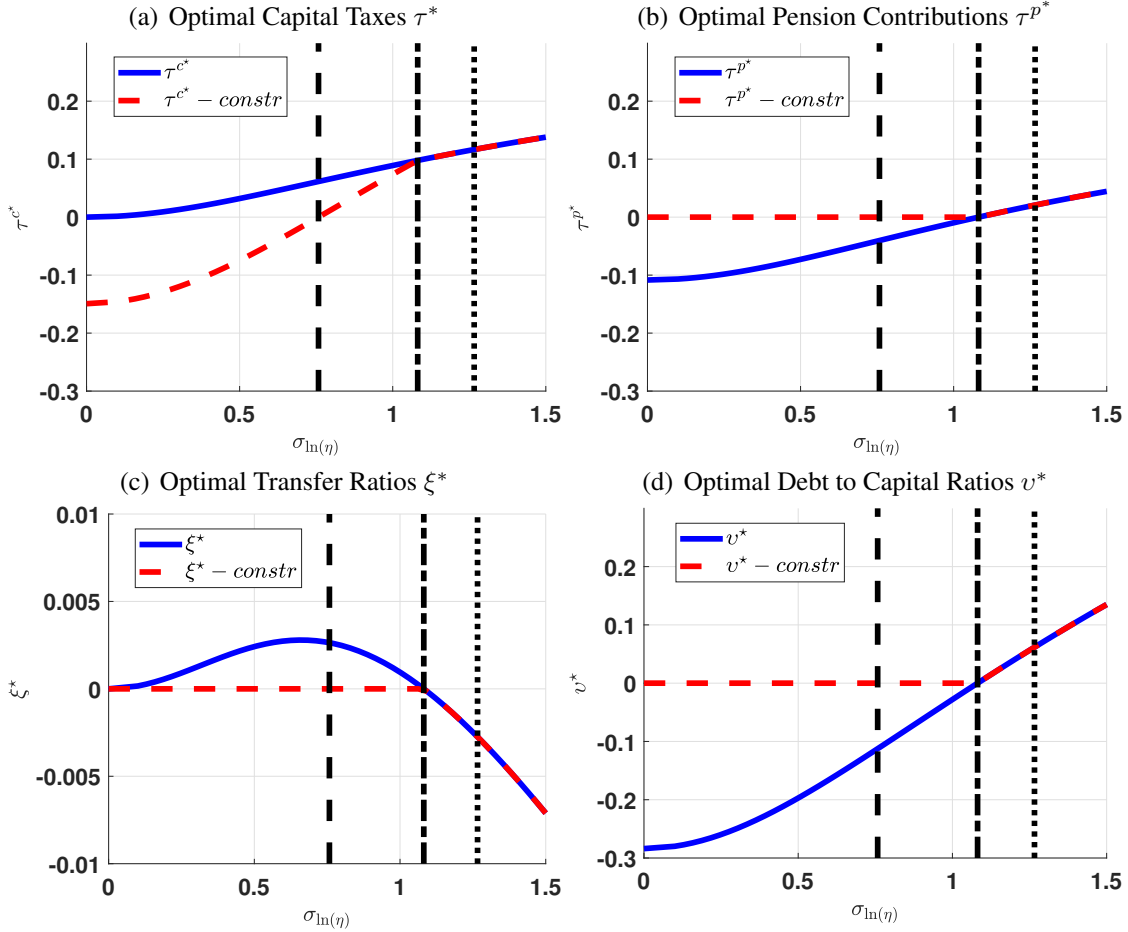 (a) Optimal Capital Taxes τ*
τ^{c⋆}
τ^{c⋆} − constr
0.2
0.1
0
-0.1
-0.2
-0.3
τ^{c⋆}
0
0.5
1
1.5
σ_{ln(η)}
(b) Optimal Pension Contributions τ^{p*}
τ^{p⋆}
τ^{p⋆} − constr
0.2
0.1
0
-0.1
-0.2
-0.3
τ^{p⋆}
0
0.5
1
1.5
σ_{ln(η)}
(c) Optimal Transfer Ratios ξ*
ξ⋆
ξ⋆ − constr
0.01
0.005
0
-0.005
-0.01
ξ⋆
0
0.5
1
1.5
σ_{ln(η)}
(d) Optimal Debt to Capital Ratios υ*
υ⋆
υ⋆ − constr
0.2
0.1
0
-0.1
-0.2
-0.3
υ⋆
0
0.5
1
1.5
σ_{ln(η)}